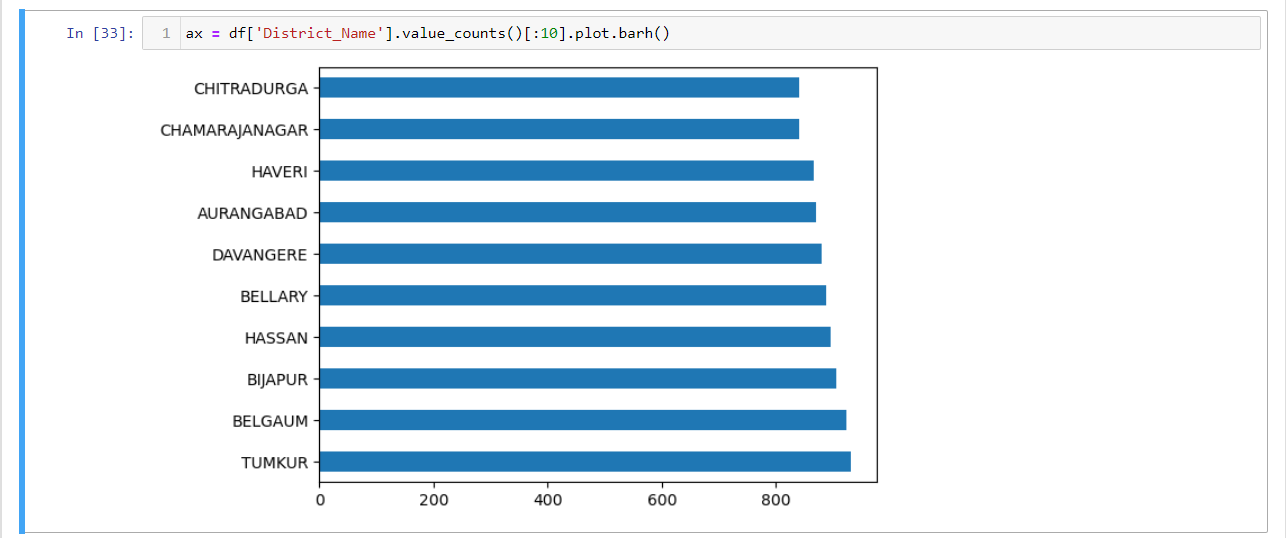 In [33]: 1 ax = df['District_Name'].value_counts()[:10].plot.barh()
CHITRADURGA
CHAMARAJANAGAR
HAVERI
AURANGABAD
DAVANGERE
BELLARY
HASSAN
BIJAPUR
BELGAUM
TUMKUR
0 200 400 600 800